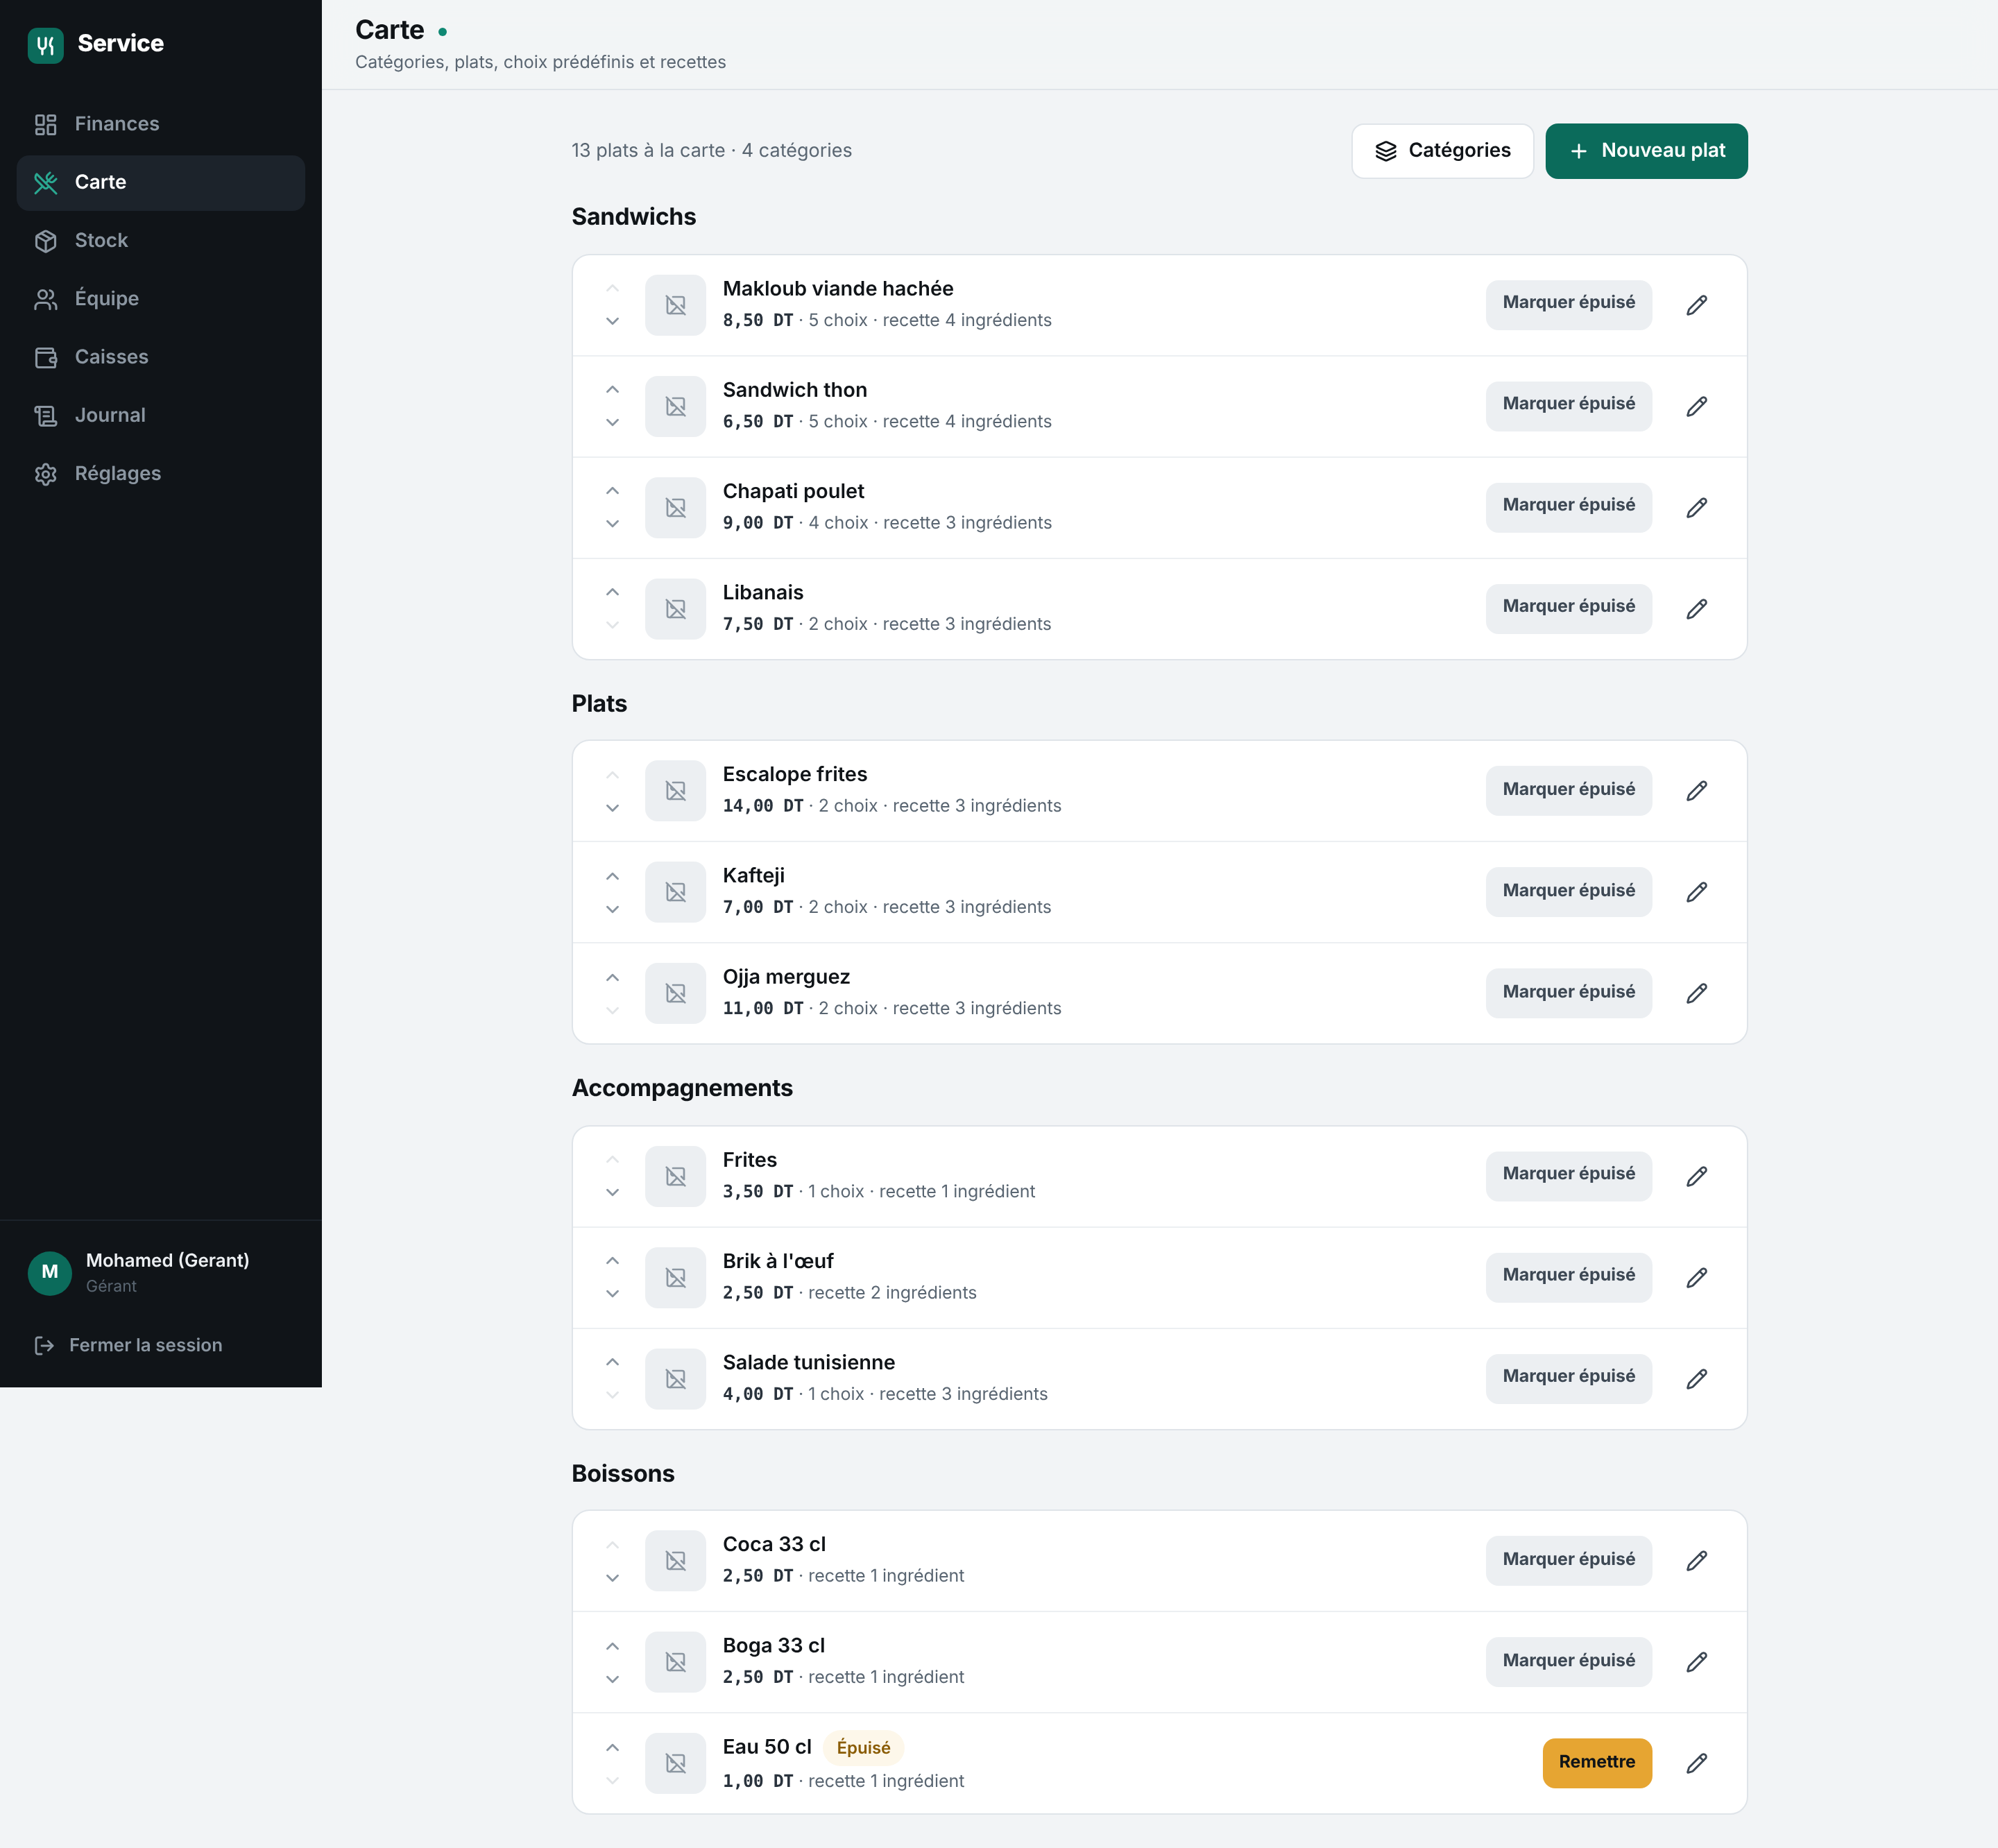 Service
Finances
Carte
Stock
Équipe
Caisses
Journal
Réglages
Mohamed (Gerant)
M
Gérant
Fermer la session
Carte
Catégories, plats, choix prédéfinis et recettes
13 plats à la carte · 4 catégories
Catégories
Nouveau plat
Sandwichs
Makloub viande hachée
8,50 DT · 5 choix · recette 4 ingrédients
Marquer épuisé
Sandwich thon
6,50 DT · 5 choix · recette 4 ingrédients
Marquer épuisé
Chapati poulet
9,00 DT · 4 choix · recette 3 ingrédients
Marquer épuisé
Libanais
7,50 DT · 2 choix · recette 3 ingrédients
Marquer épuisé
Plats
Escalope frites
14,00 DT · 2 choix · recette 3 ingrédients
Marquer épuisé
Kafteji
7,00 DT · 2 choix · recette 3 ingrédients
Marquer épuisé
Ojja merguez
11,00 DT · 2 choix · recette 3 ingrédients
Marquer épuisé
Accompagnements
Frites
3,50 DT · 1 choix · recette 1 ingrédient
Marquer épuisé
Brik à l'œuf
2,50 DT · recette 2 ingrédients
Marquer épuisé
Salade tunisienne
4,00 DT · 1 choix · recette 3 ingrédients
Marquer épuisé
Boissons
Coca 33 cl
2,50 DT · recette 1 ingrédient
Marquer épuisé
Boga 33 cl
2,50 DT · recette 1 ingrédient
Marquer épuisé
Eau 50 cl Épuisé
1,00 DT · recette 1 ingrédient
Remettre